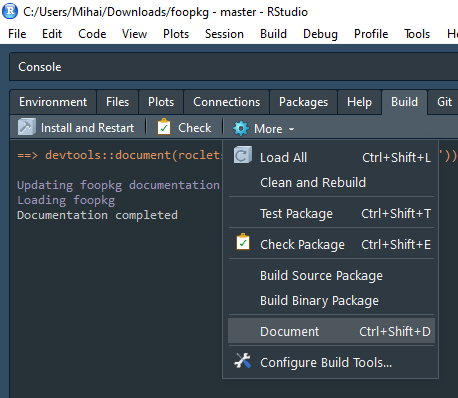 C:/Users/Mihai/Downloads/foopkg - master - RStudio
File Edit Code View Plots Session Build Debug Profile Tools H
Console
Environment Files Plots Connections Packages Help Build Git
Install and Restart Check More
==> devtools::document(roclets '))
Load All Ctrl+Shift+L
Clean and Rebuild
Updating foopkg documentation
Loading foopkg
Documentation completed
Test Package Ctrl+Shift+T
Check Package Ctrl+Shift+E
Build Source Package
Build Binary Package
Document Ctrl+Shift+D
Configure Build Tools...